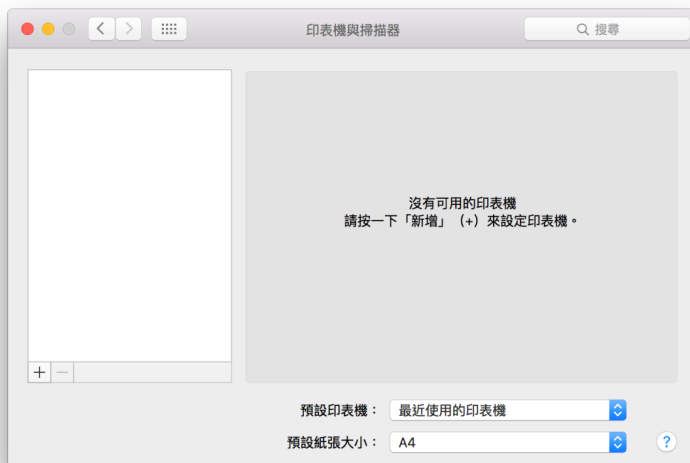 印表機與掃描器
搜尋
沒有可用的印表機
請按一下「新增」（+）來設定印表機。
預設印表機： 最近使用的印表機
預設紙張大小： A4